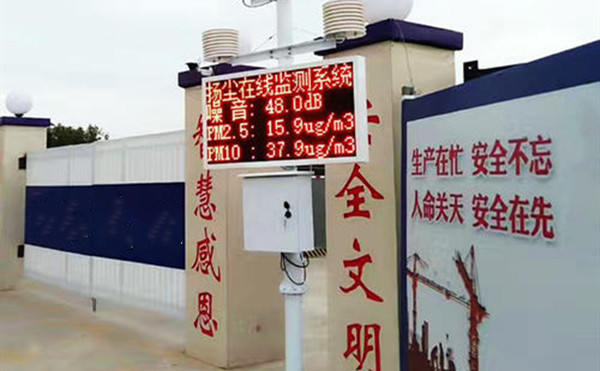 扬尘在线监测系统
噪音: 48.0dB
PM2.5: 15.9ug/m3
PM10 : 37.9ug/m3
智慧感恩
安全文明
生产在忙 安全不忘
人命关天 安全在先